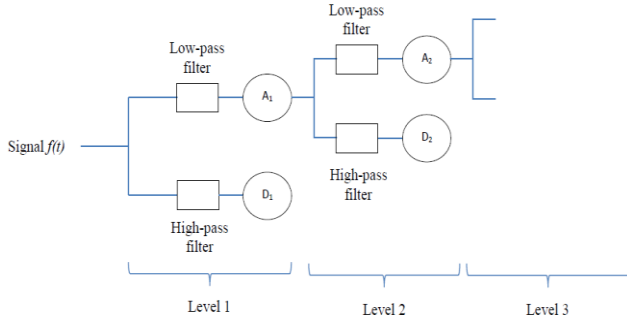 Low-pass
filter
A₂
Low-pass
filter
A₁
Signal f(t)
D₂
High-pass
filter
D₁
High-pass
filter
Level 1
Level 2
Level 3